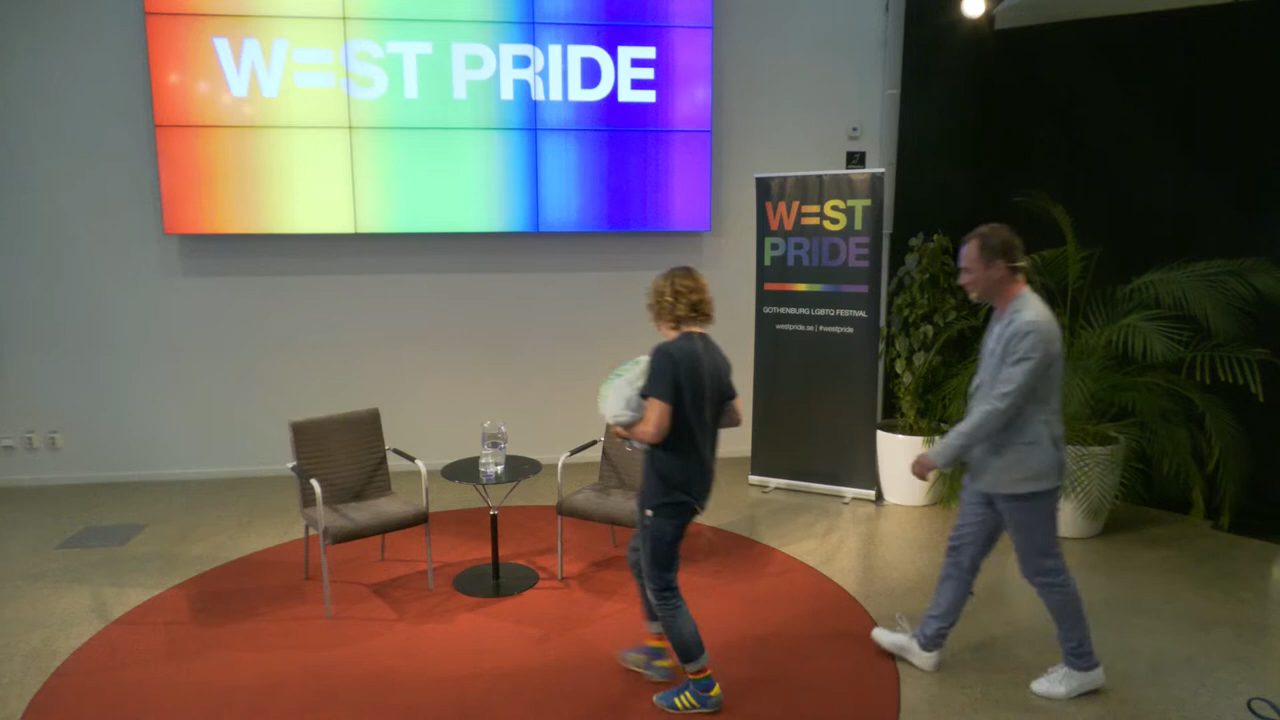 W=ST PRIDE
W=ST
PRIDE
GOTHENBURG LGBTQ FESTIVAL
westpride.se | #westpride